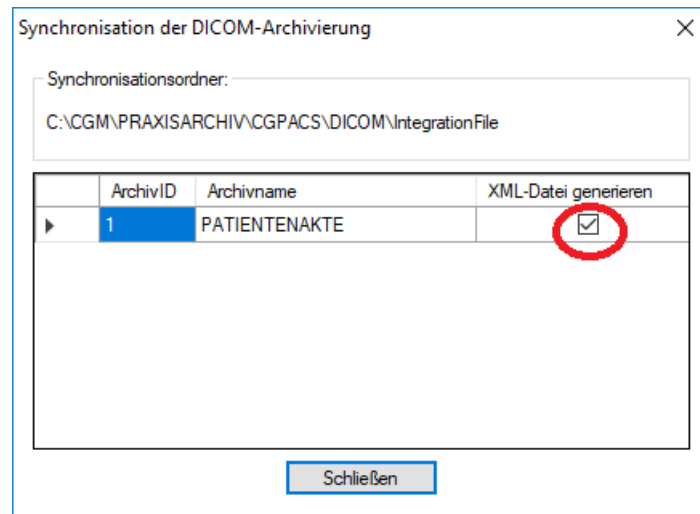 Synchronisation der DICOM-Archivierung
Synchronisationsordner:
C:\CGM\PRAXISARCHIV\CGPACS\DICOM\IntegrationFile
ArchivID Archivname XML-Datei generieren
1 PATIENTENAKTE
Schließen